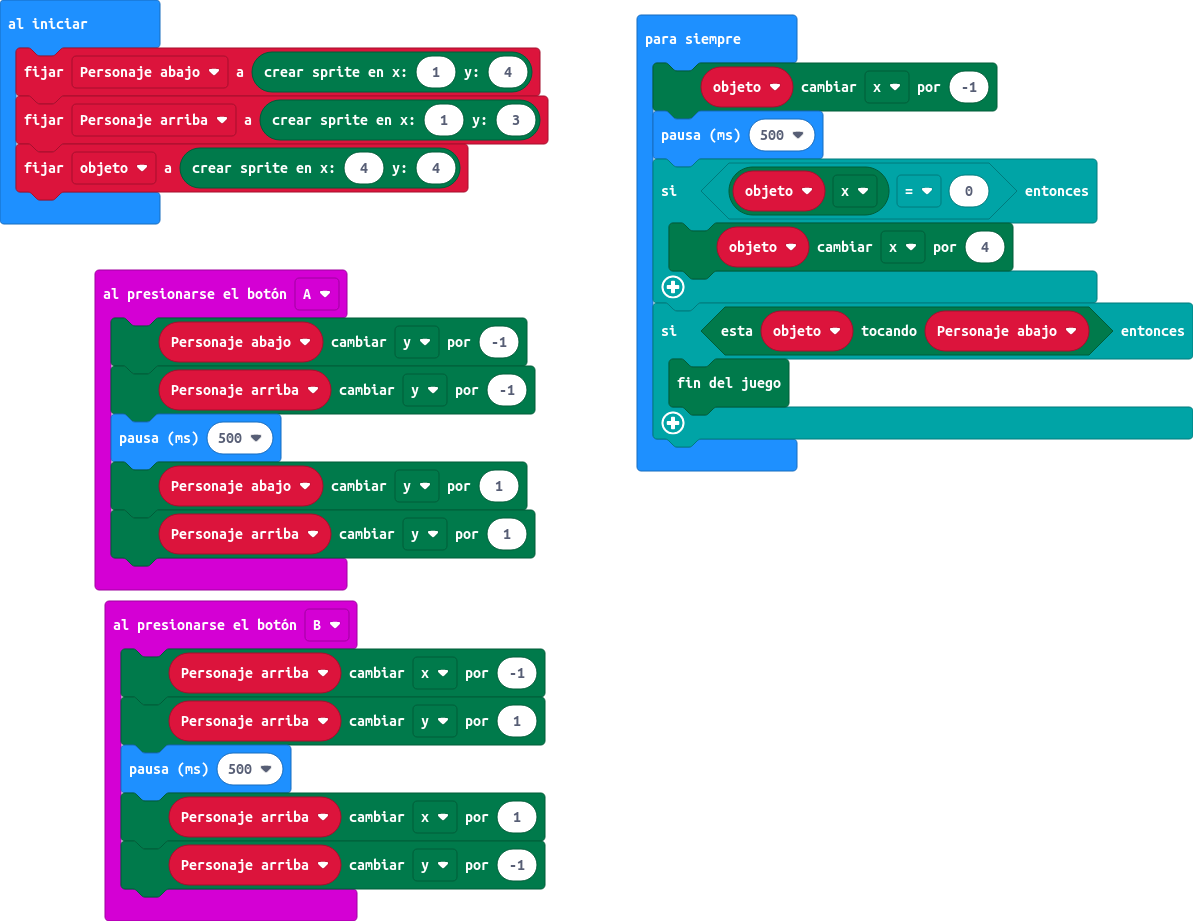 al iniciar
fijar Personaje abajo a crear sprite en x: 1 y: 4
fijar Personaje arriba a crear sprite en x: 1 y: 3
fijar objeto a crear sprite en x: 4 y: 4
al presionarse el botón A
Personaje abajo cambiar y por -1
Personaje arriba cambiar y por -1
pausa (ms) 500
Personaje abajo cambiar y por 1
Personaje arriba cambiar y por 1
al presionarse el botón B
Personaje arriba cambiar x por -1
Personaje arriba cambiar y por 1
pausa (ms) 500
Personaje arriba cambiar x por 1
Personaje arriba cambiar y por -1
para siempre
objeto cambiar x por -1
pausa (ms) 500
si objeto x = 0 entonces
objeto cambiar x por 4
si esta objeto tocando Personaje abajo entonces
fin del juego